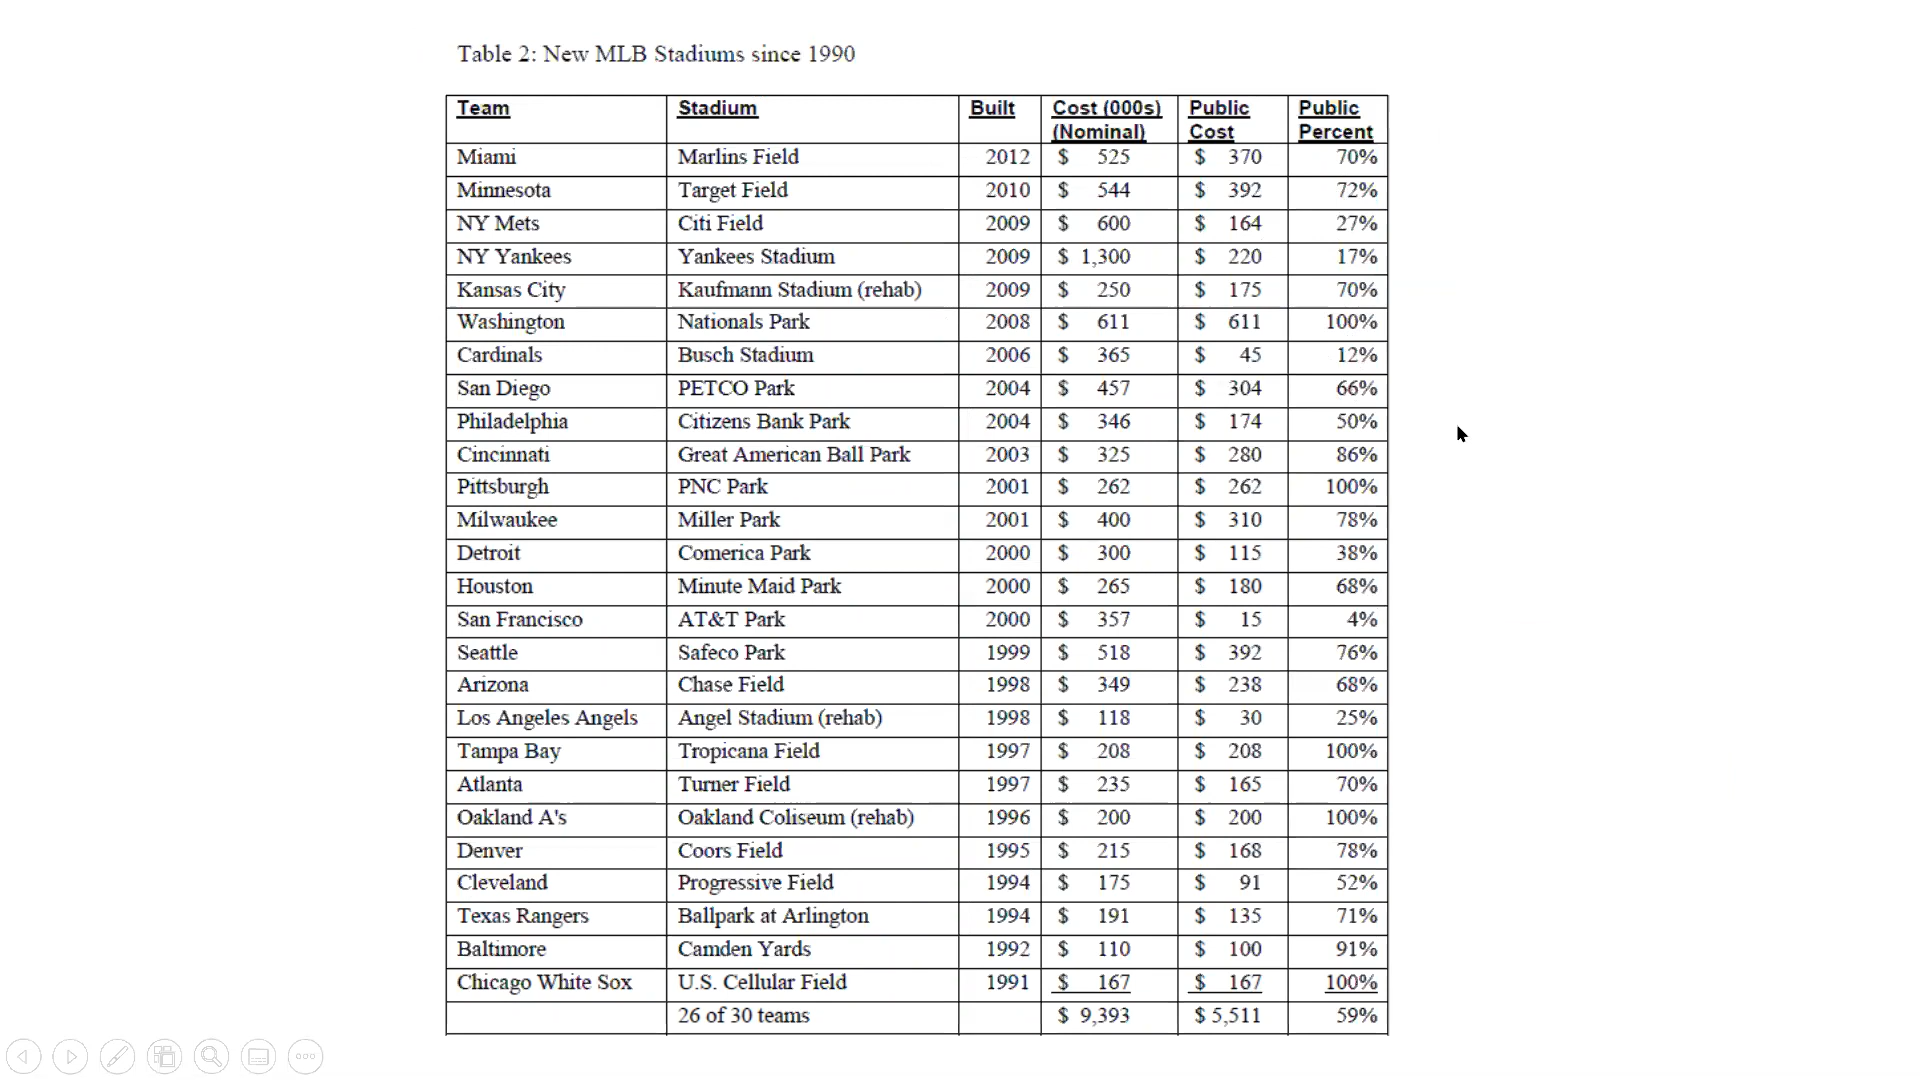 Table 2: New MLB Stadiums since 1990
Team Stadium Built Cost (000s) (Nominal) Public Cost Public Percent
Miami Marlins Field 2012 $ 525 $ 370 70%
Minnesota Target Field 2010 $ 544 $ 392 72%
NY Mets Citi Field 2009 $ 600 $ 164 27%
NY Yankees Yankees Stadium 2009 $ 1,300 $ 220 17%
Kansas City Kaufmann Stadium (rehab) 2009 $ 250 $ 175 70%
Washington Nationals Park 2008 $ 611 $ 611 100%
Cardinals Busch Stadium 2006 $ 365 $ 45 12%
San Diego PETCO Park 2004 $ 457 $ 304 66%
Philadelphia Citizens Bank Park 2004 $ 346 $ 174 50%
Cincinnati Great American Ball Park 2003 $ 325 $ 280 86%
Pittsburgh PNC Park 2001 $ 262 $ 262 100%
Milwaukee Miller Park 2001 $ 400 $ 310 78%
Detroit Comerica Park 2000 $ 300 $ 115 38%
Houston Minute Maid Park 2000 $ 265 $ 180 68%
San Francisco AT&T Park 2000 $ 357 $ 15 4%
Seattle Safeco Park 1999 $ 518 $ 392 76%
Arizona Chase Field 1998 $ 349 $ 238 68%
Los Angeles Angels Angel Stadium (rehab) 1998 $ 118 $ 30 25%
Tampa Bay Tropicana Field 1997 $ 208 $ 208 100%
Atlanta Turner Field 1997 $ 235 $ 165 70%
Oakland A's Oakland Coliseum (rehab) 1996 $ 200 $ 200 100%
Denver Coors Field 1995 $ 215 $ 168 78%
Cleveland Progressive Field 1994 $ 175 $ 91 52%
Texas Rangers Ballpark at Arlington 1994 $ 191 $ 135 71%
Baltimore Camden Yards 1992 $ 110 $ 100 91%
Chicago White Sox U.S. Cellular Field 1991 $ 167 $ 167 100%
26 of 30 teams $ 9,393 $ 5,511 59%